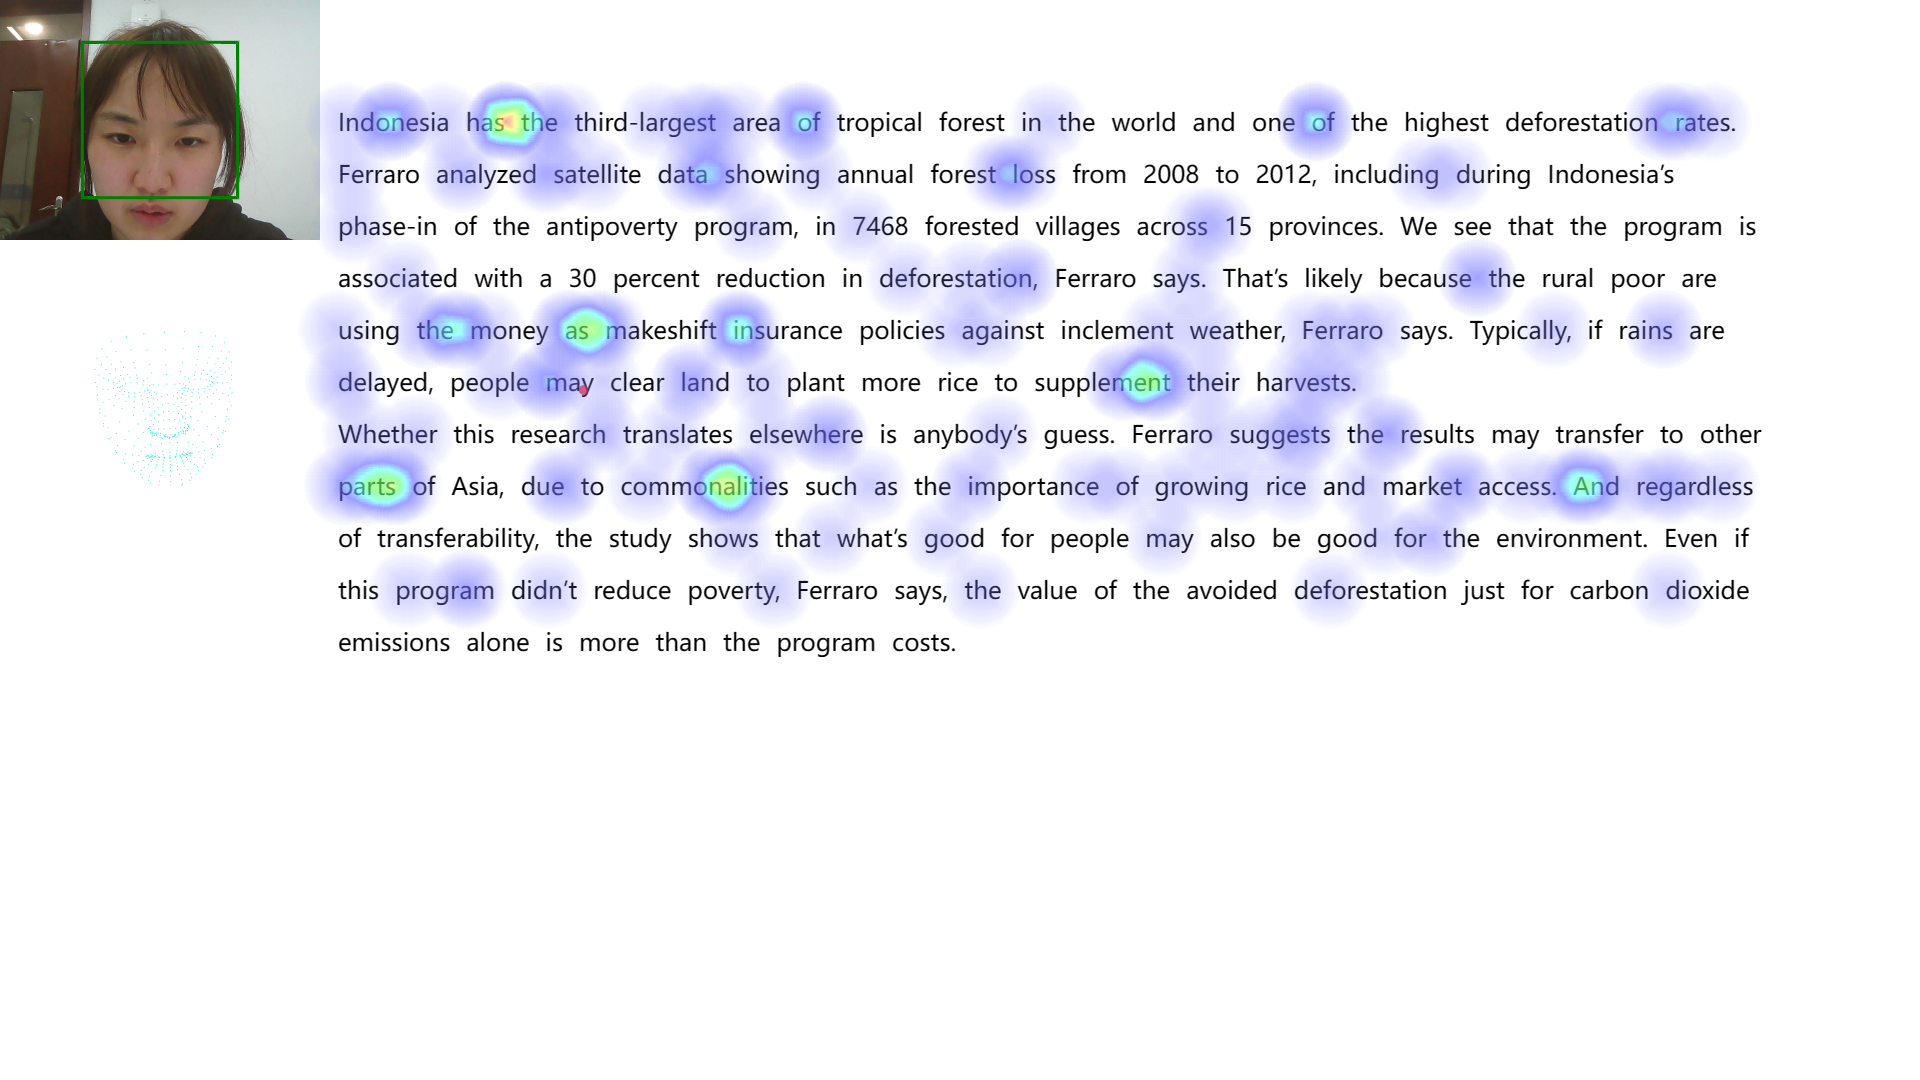 Indonesia has the third-largest area of tropical forest in the world and one of the highest deforestation rates.
Ferraro analyzed satellite data showing annual forest loss from 2008 to 2012, including during Indonesia’s
phase-in of the antipoverty program, in 7468 forested villages across 15 provinces. We see that the program is
associated with a 30 percent reduction in deforestation, Ferraro says. That’s likely because the rural poor are
using the money as makeshift insurance policies against inclement weather, Ferraro says. Typically, if rains are
delayed, people may clear land to plant more rice to supplement their harvests.
Whether this research translates elsewhere is anybody’s guess. Ferraro suggests the results may transfer to other
parts of Asia, due to commonalities such as the importance of growing rice and market access. And regardless
of transferability, the study shows that what’s good for people may also be good for the environment. Even if
this program didn’t reduce poverty, Ferraro says, the value of the avoided deforestation just for carbon dioxide
emissions alone is more than the program costs.